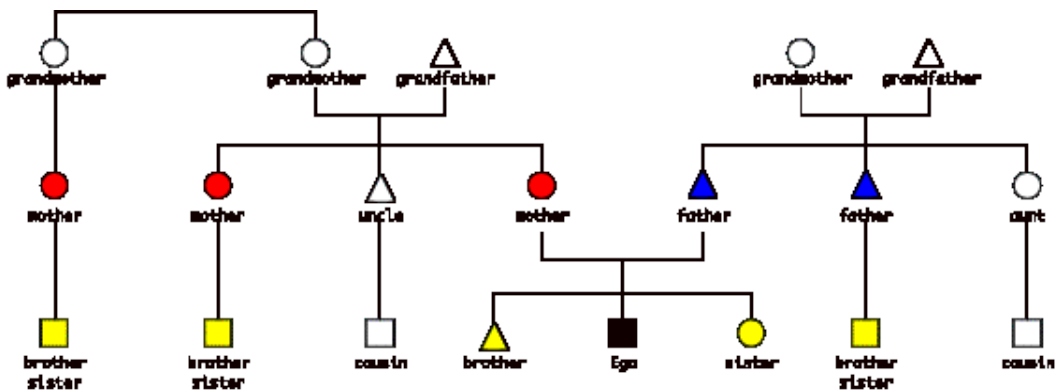 grandmother grandmother grandfather grandmother grandfather
mother mother uncle mother father father aunt
brother brother cousin brother Ego sister brother cousin
sister sister sister